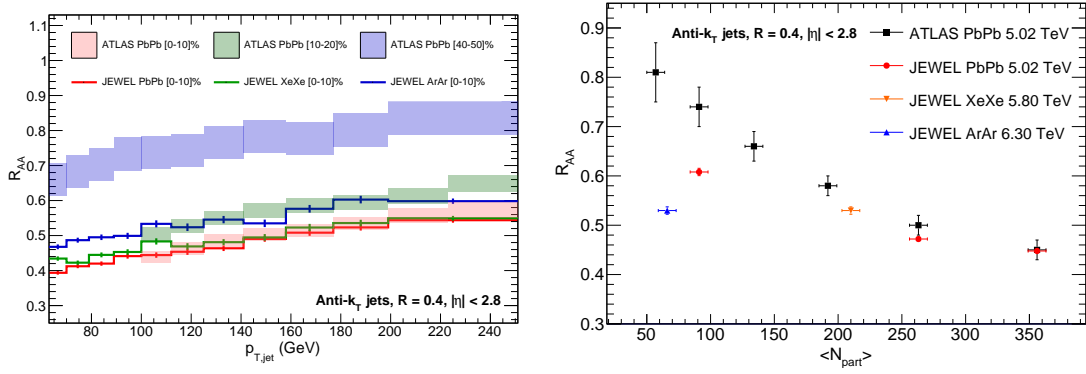 1.1
1
0.9
0.8
0.7
0.6
0.5
0.4
0.3
R_AA
ATLAS PbPb [0-10]%
ATLAS PbPb [10-20]%
ATLAS PbPb [40-50]%
JEWEL PbPb [0-10]%
JEWEL XeXe [0-10]%
JEWEL ArAr [0-10]%
Anti-k_T jets, R = 0.4, |η| < 2.8
80 100 120 140 160 180 200 220 240
p_T,jet (GeV)
0.9
0.8
0.7
0.6
0.5
0.4
0.3
R_AA
Anti-k_T jets, R = 0.4, |η| < 2.8
ATLAS PbPb 5.02 TeV
JEWEL PbPb 5.02 TeV
JEWEL XeXe 5.80 TeV
JEWEL ArAr 6.30 TeV
50 100 150 200 250 300 350
<N_part>